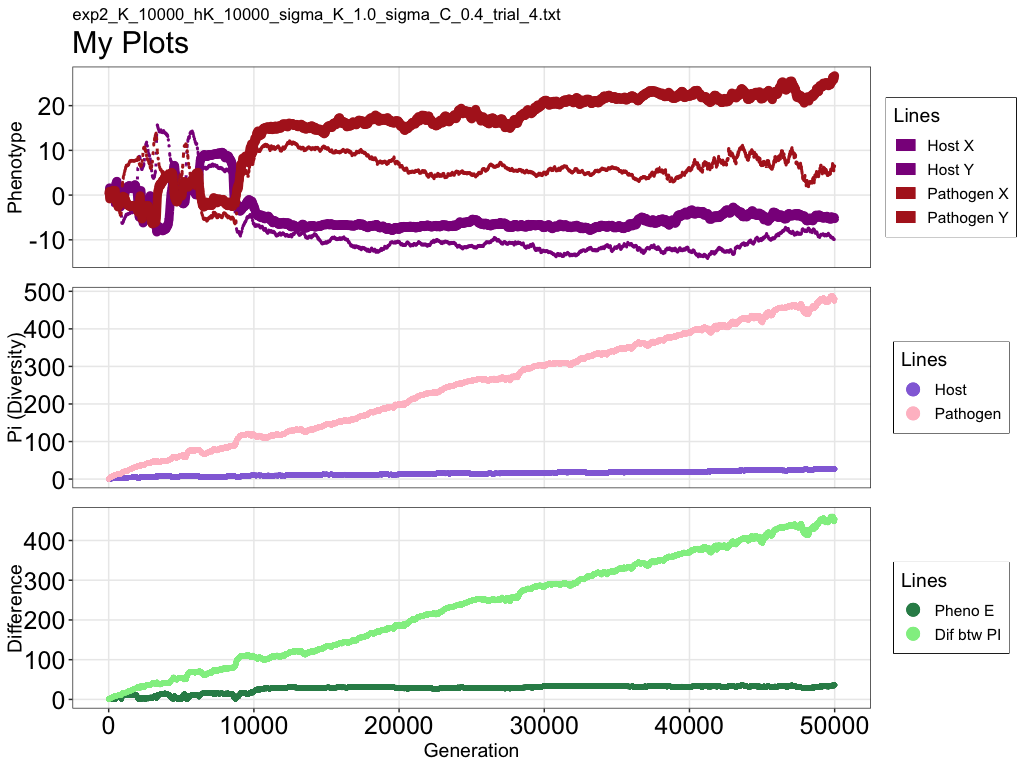 exp2_K_10000_hK_10000_sigma_K_1.0_sigma_C_0.4_trial_4.txt
My Plots
Phenotype
20
10
0
-10
Lines
Host X
Host Y
Pathogen X
Pathogen Y
Pi (Diversity)
500
400
300
200
100
0
Lines
Host
Pathogen
Difference
400
300
200
100
0
Lines
Pheno E
Dif btw PI
0 10000 20000 30000 40000 50000
Generation